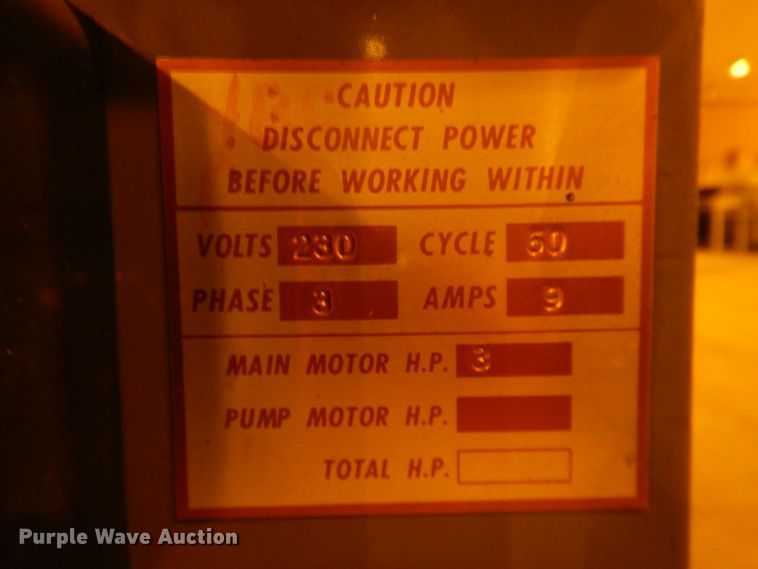 CAUTION
DISCONNECT POWER
BEFORE WORKING WITHIN
VOLTS 230 CYCLE 60
PHASE 3 AMPS 9
MAIN MOTOR H.P. 3
PUMP MOTOR H.P.
TOTAL H.P.
Purple Wave Auction